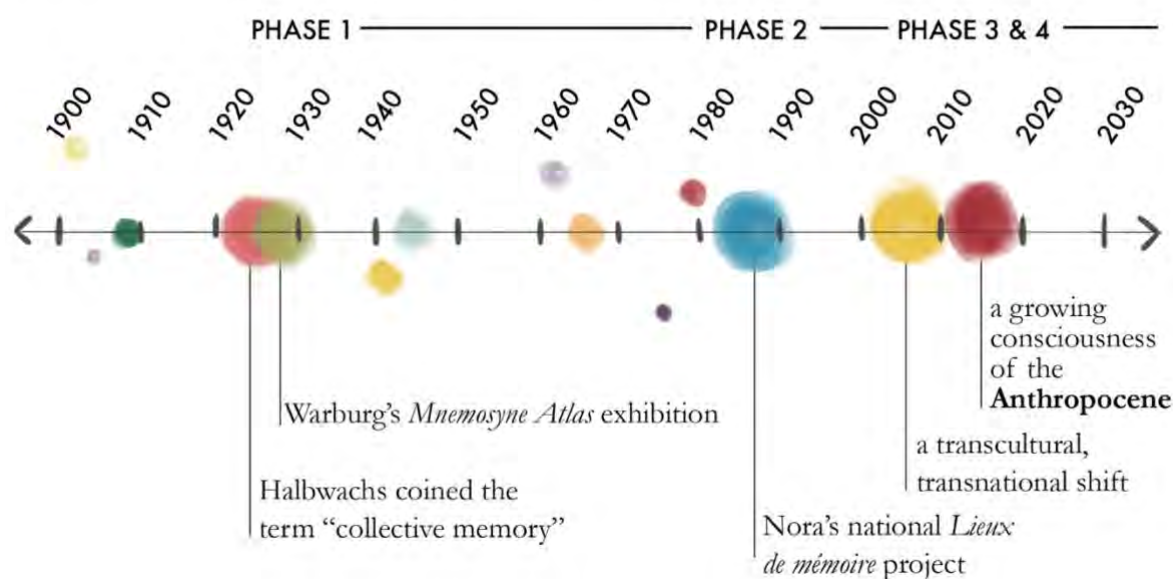 PHASE 1 PHASE 2 PHASE 3 & 4
1900 1910 1920 1930 1940 1950 1960 1970 1980 1990 2000 2010 2020 2030
a growing
consciousness
of the
Anthropocene
Warburg’s Mnemosyne Atlas exhibition
a transcultural,
transnational shift
Halbwachs coined the
term “collective memory”
Nora’s national Lieux
de mémoire project